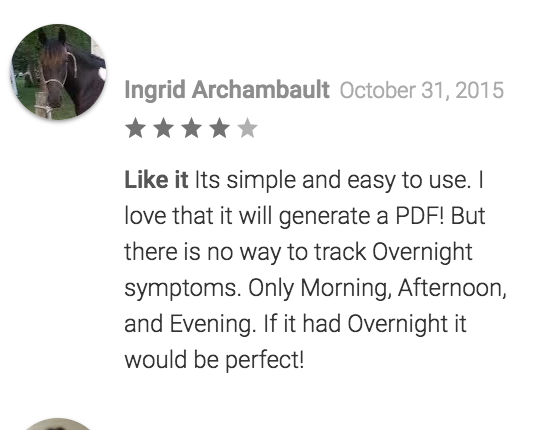 Ingrid Archambault October 31, 2015
Like it Its simple and easy to use. I
love that it will generate a PDF! But
there is no way to track Overnight
symptoms. Only Morning, Afternoon,
and Evening. If it had Overnight it
would be perfect!